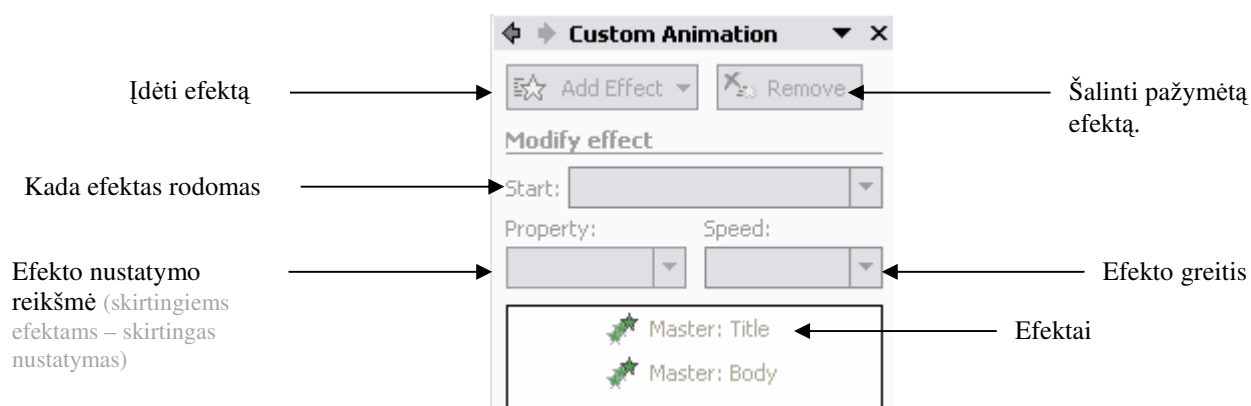 Custom Animation
Įdėti efektą
Add Effect
Remove
Šalinti pažymėtą
efektą.
Modify effect
Kada efektas rodomas
Start:
Property:
Speed:
Efekto nustatymo
reikšmė (skirtingiems
efektams – skirtingas
nustatymas)
Efekto greitis
Master: Title
Efektai
Master: Body